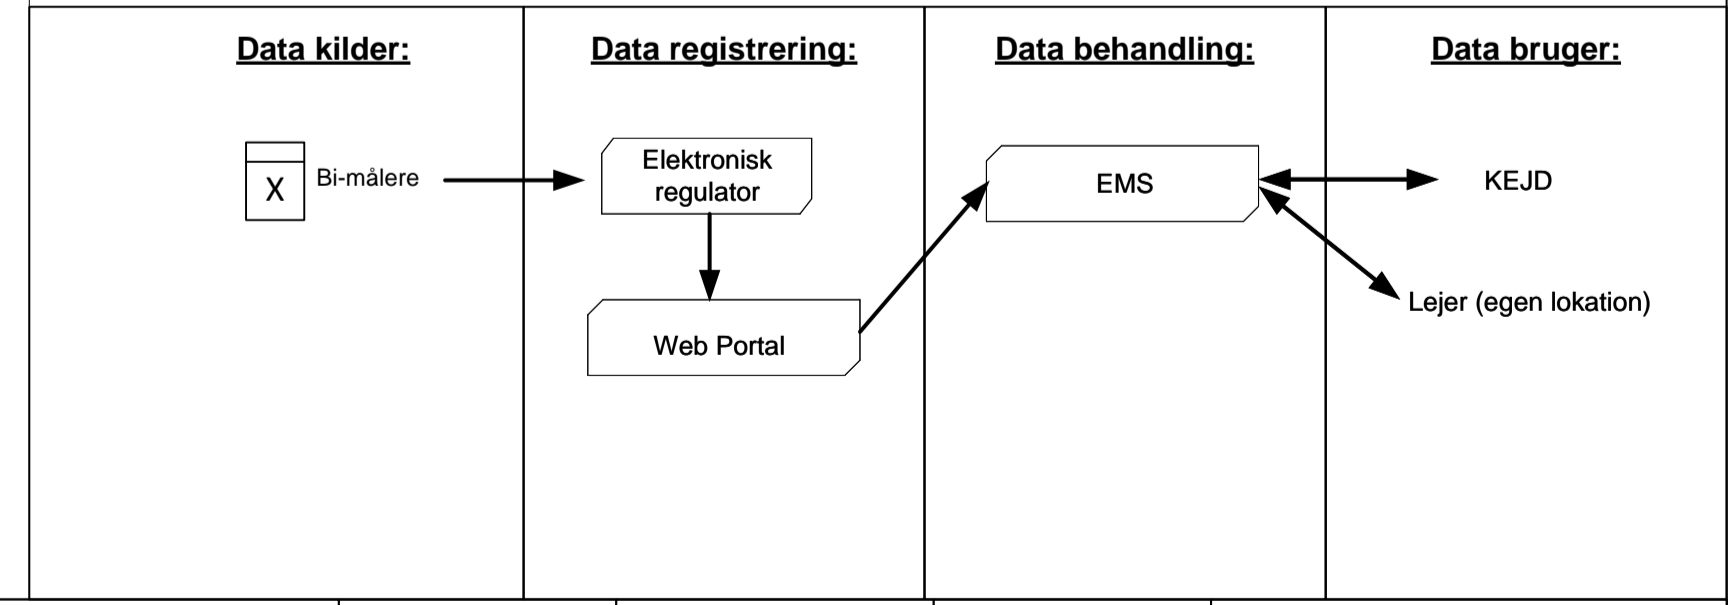 Data kilder:
Data registrering:
Data behandling:
Data bruger:
X
Bi-målere
Elektronisk
regulator
EMS
KEJD
Web Portal
Lejer (egen lokation)